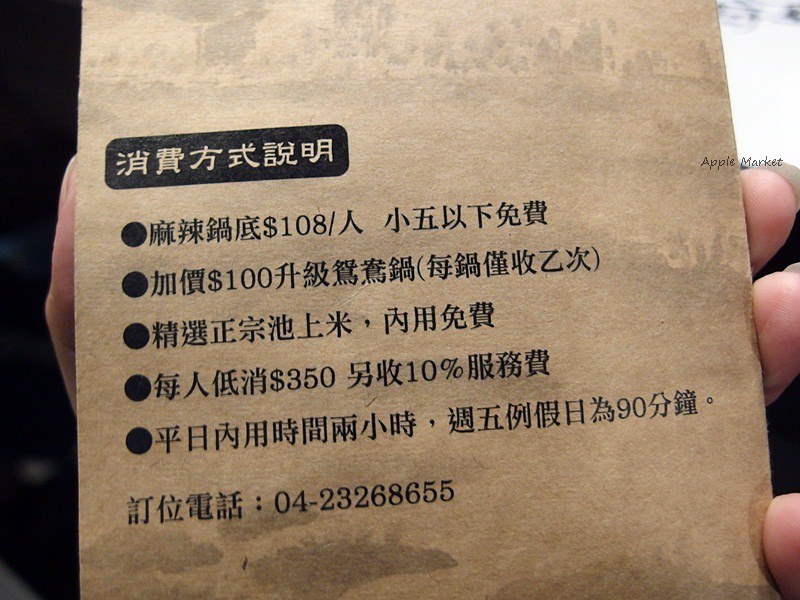 Apple Market
消費方式說明
●麻辣鍋底$108/人 小五以下免費
●加價$100升級鴛鴦鍋(每鍋僅收乙次)
●精選正宗池上米，內用免費
●每人低消$350 另收10%服務費
●平日內用時間兩小時，週五例假日為90分鐘。
訂位電話：04-23268655